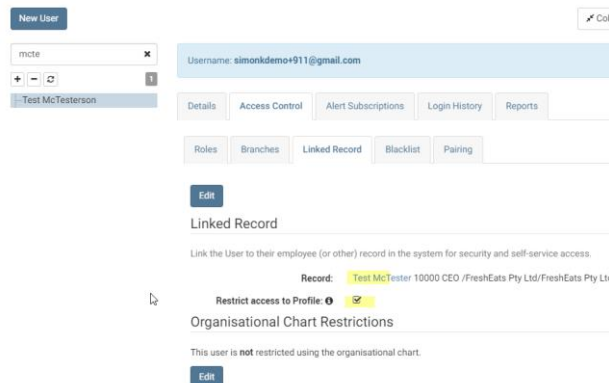 New User
Col
mcte
Username: simonkdemo+911@gmail.com
1
Test McTesterson
Details Access Control Alert Subscriptions Login History Reports
Roles Branches Linked Record Blacklist Pairing
Edit
Linked Record
Link the User to their employee (or other) record in the system for security and self-service access.
Record: Test McTester 10000 CEO /FreshEats Pty Ltd/FreshEats Pty Lt
Restrict access to Profile:
Organisational Chart Restrictions
This user is not restricted using the organisational chart.
Edit